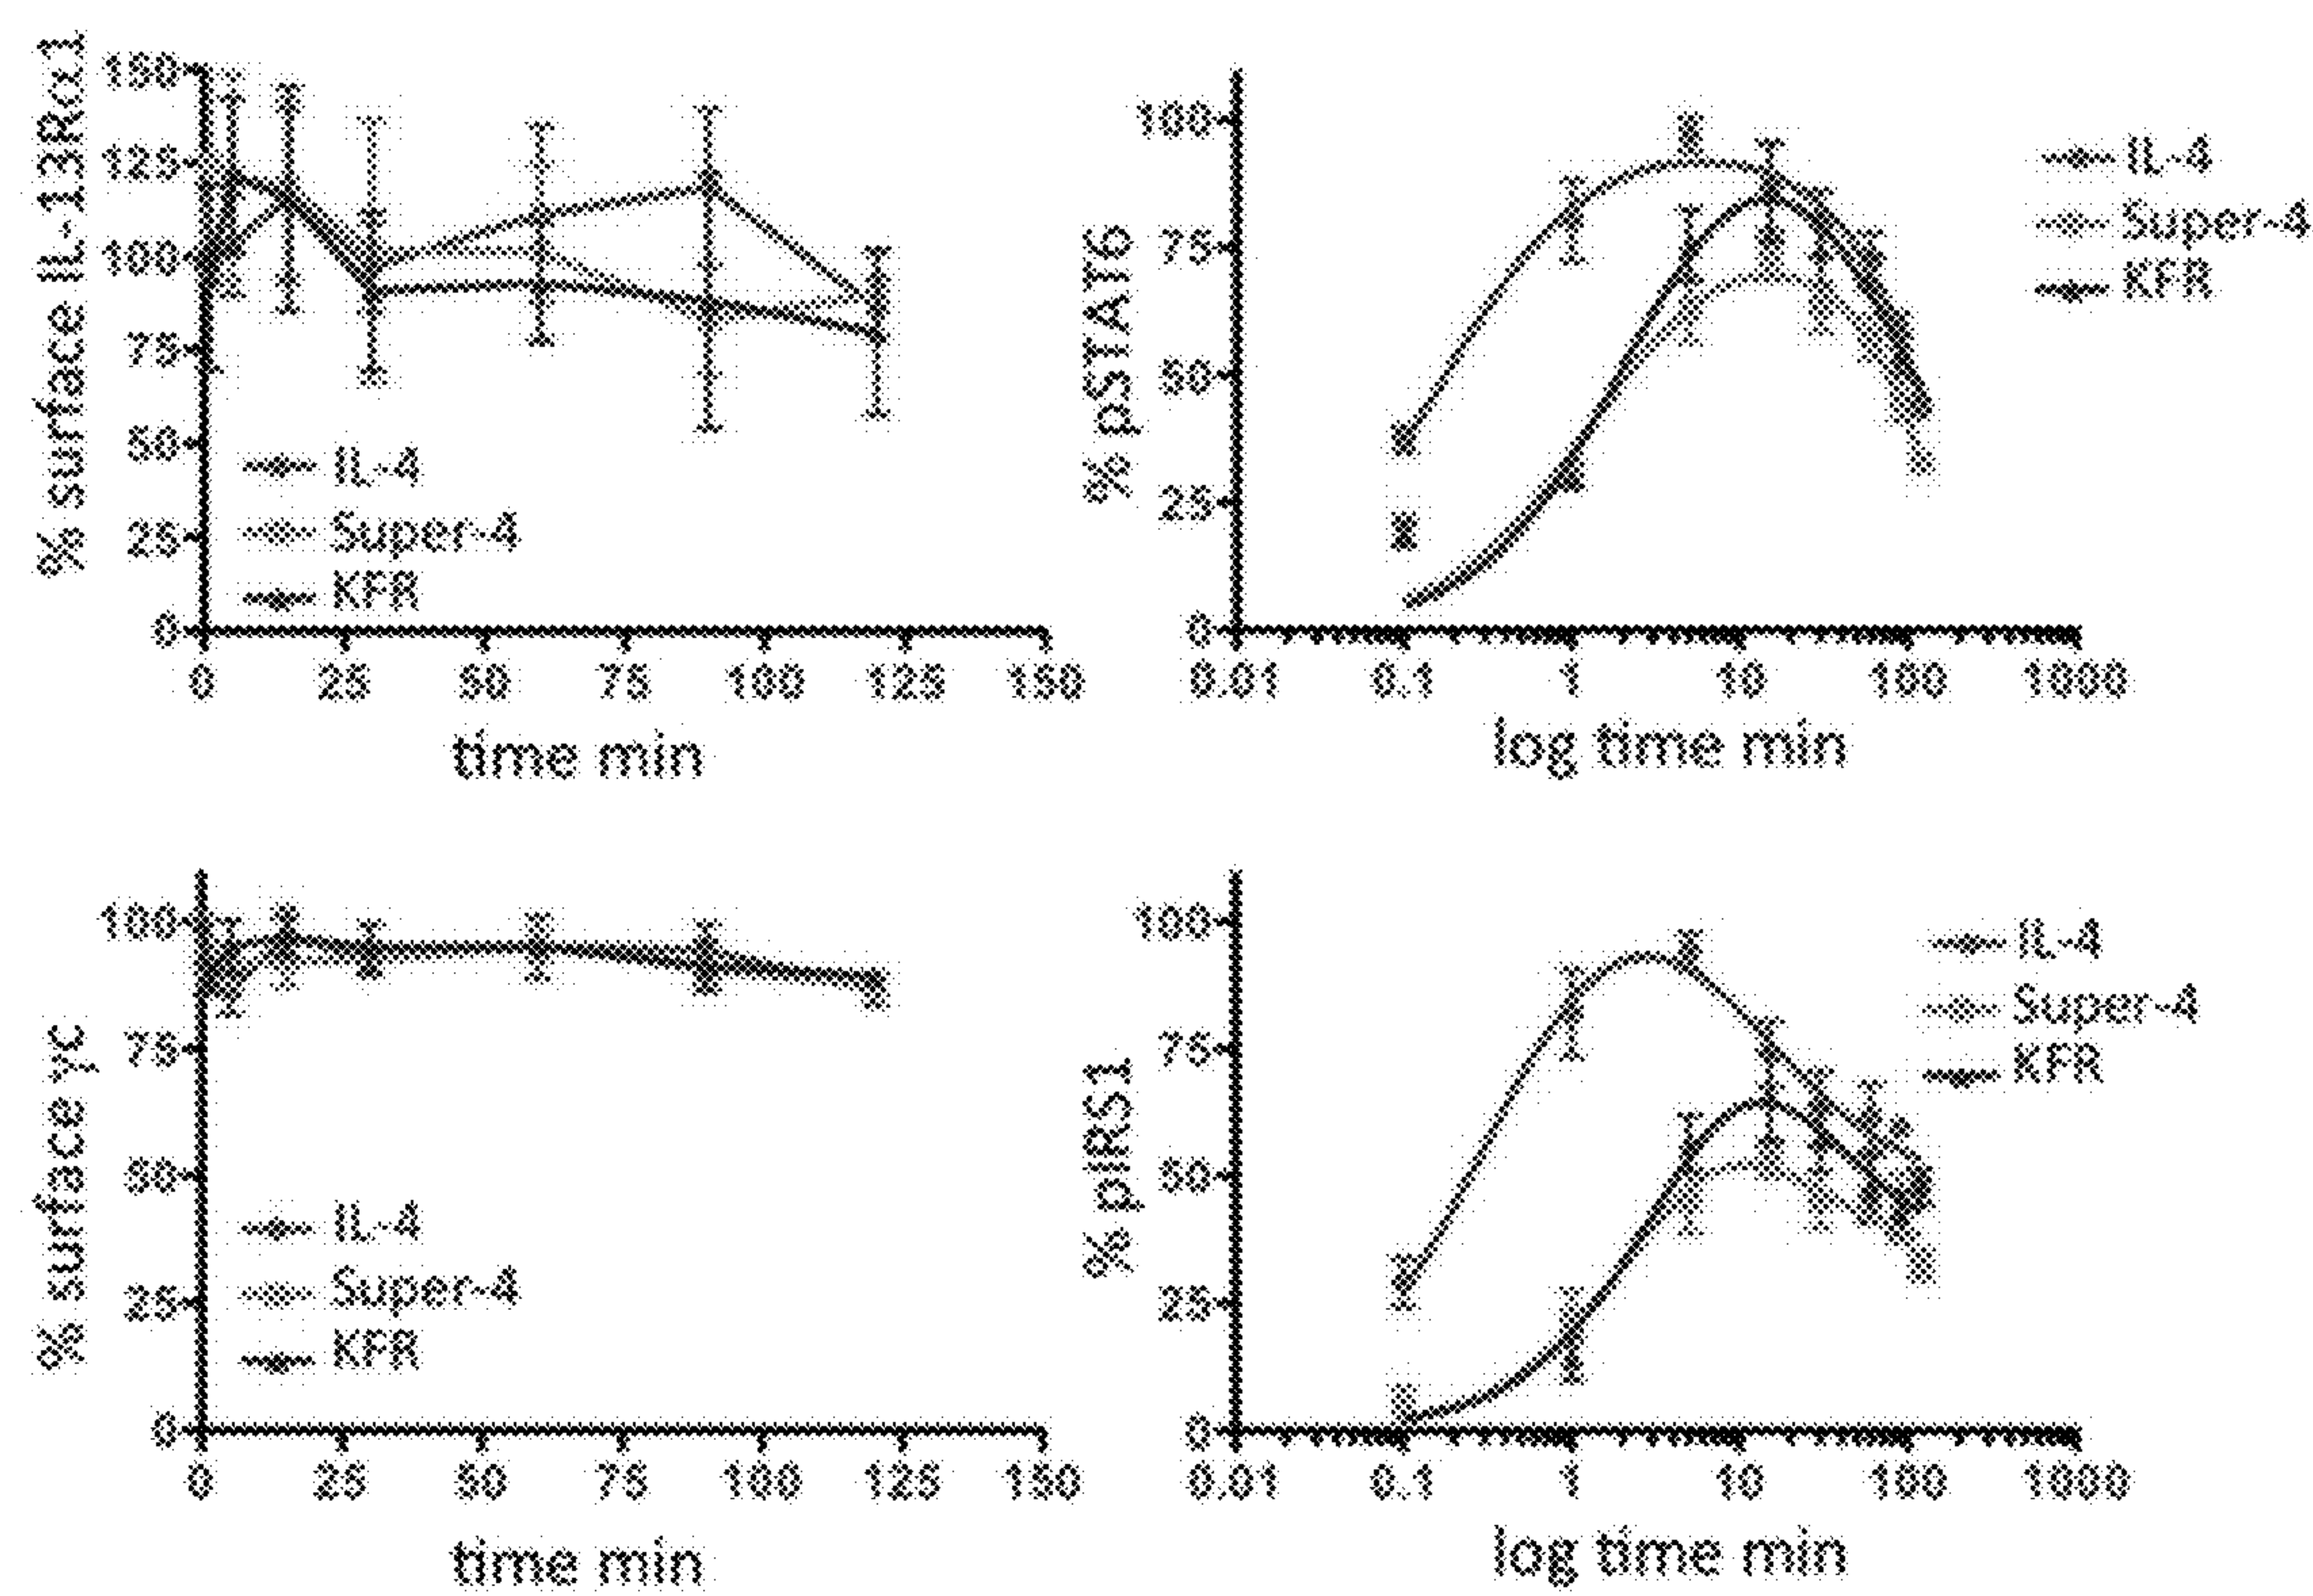 % surface IL-13Rα1
150
125
100
75
50
25
0
IL-4
Super-4
KFR
0 25 50 75 100 125 150
time min
% pSTAT6
100
75
50
25
0
IL-4
Super-4
KFR
0.01 0.1 1 10 100 1000
log time min
% surface γc
100
75
50
25
0
IL-4
Super-4
KFR
0 25 50 75 100 125 150
time min
% pIRS1
100
75
50
25
0
IL-4
Super-4
KFR
0.01 0.1 1 10 100 1000
log time min